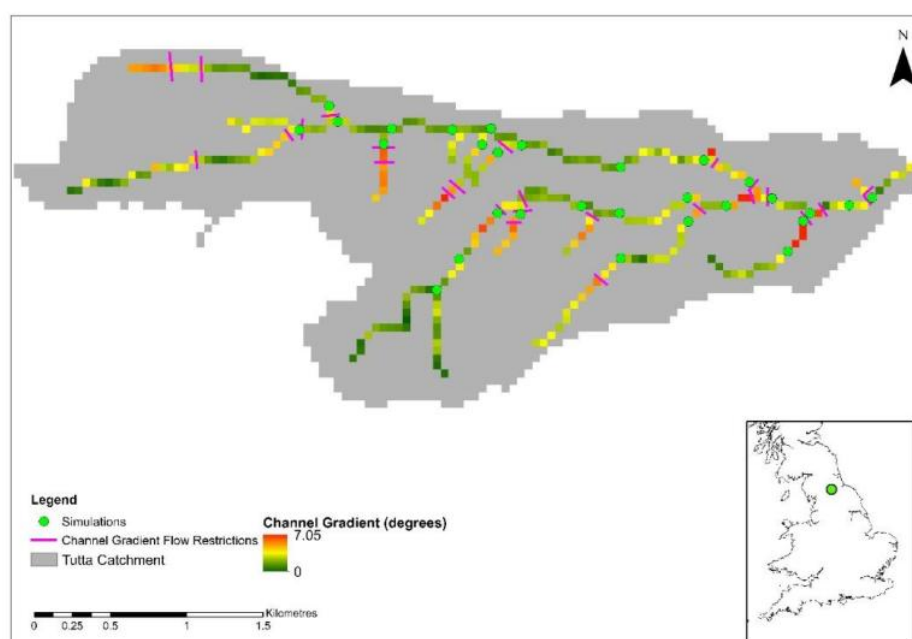 N
Legend
Simulations
Channel Gradient Flow Restrictions
Tutta Catchment
Channel Gradient (degrees)
7.05
0
Kilometres
0 0.25 0.5 1 1.5